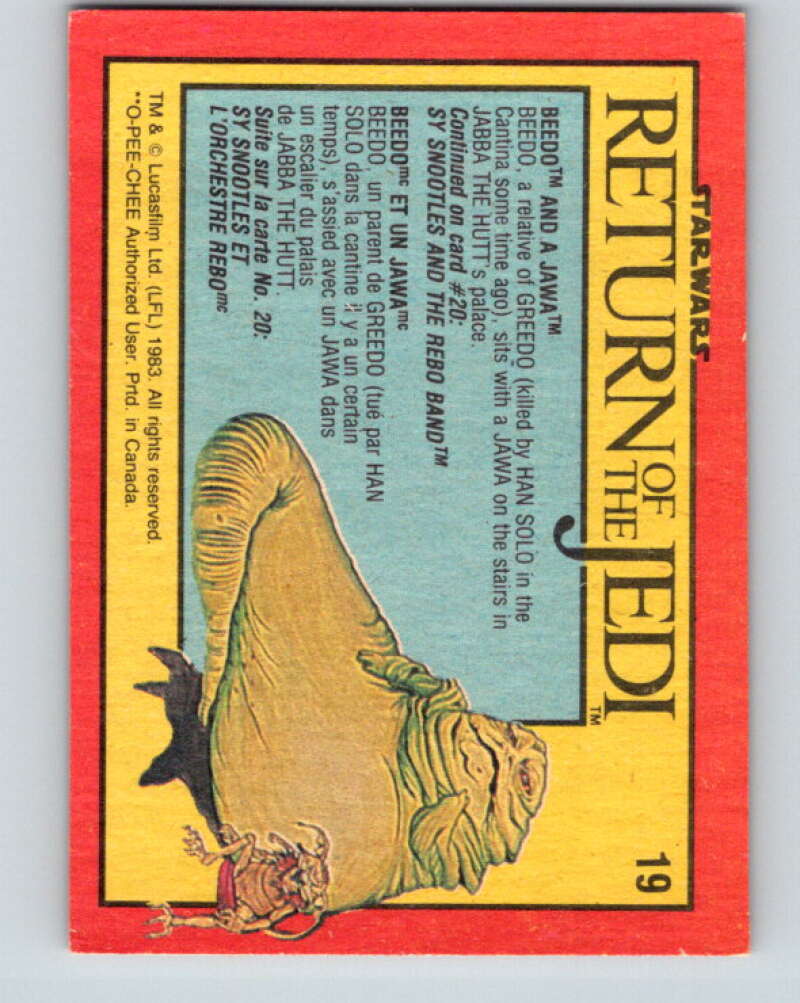 STAR WARS
RETURN OF THE JEDI™
19
BEEDO™ AND A JAWA™
BEEDO, a relative of GREEDO (killed by HAN SOLO in the
Cantina some time ago), sits with a JAWA on the stairs in
JABBA THE HUTT's palace.
Continued on card #20:
SY SNOOTLES AND THE REBO BAND™
BEEDOmc ET UN JAWAmc
BEEDO, un parent de GREEDO (tué par HAN
SOLO dans la cantine il y a un certain
temps), s'assied avec un JAWA dans
un escalier du palais
de JABBA THE HUTT.
Suite sur la carte No. 20:
SY SNOOTLES ET
L'ORCHESTRE REBOmc
TM & © Lucasfilm Ltd. (LFL) 1983. All rights reserved.
**O-PEE-CHEE Authorized User. Prtd. in Canada.